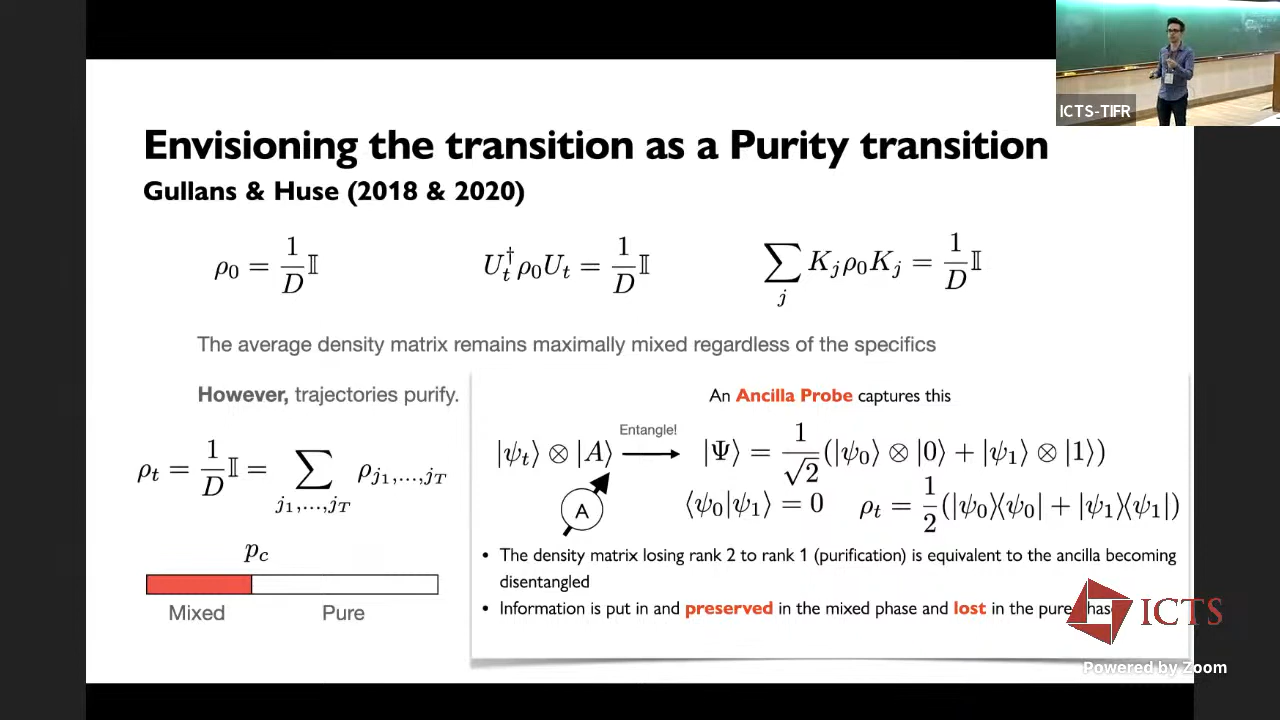 ICTS-TIFR
Envisioning the transition as a Purity transition
Gullans & Huse (2018 & 2020)
ρ₀ = 1/D 𝕀
U_t^† ρ₀ U_t = 1/D 𝕀
∑_j K_j ρ₀ K_j = 1/D 𝕀
The average density matrix remains maximally mixed regardless of the specifics
However, trajectories purify.
ρ_t = 1/D 𝕀 = ∑_{j₁,...,j_T} ρ_{j₁,...,j_T}
p_c
Mixed Pure
An Ancilla Probe captures this
|ψ_t⟩ ⊗ |A⟩ Entangle! |Ψ⟩ = 1/√2 (|ψ₀⟩ ⊗ |0⟩ + |ψ₁⟩ ⊗ |1⟩)
A
⟨ψ₀|ψ₁⟩ = 0 ρ_t = 1/2 (|ψ₀⟩⟨ψ₀| + |ψ₁⟩⟨ψ₁|)
• The density matrix losing rank 2 to rank 1 (purification) is equivalent to the ancilla becoming
disentangled
• Information is put in and preserved in the mixed phase and lost in the pure phase
ICTS
Powered by Zoom